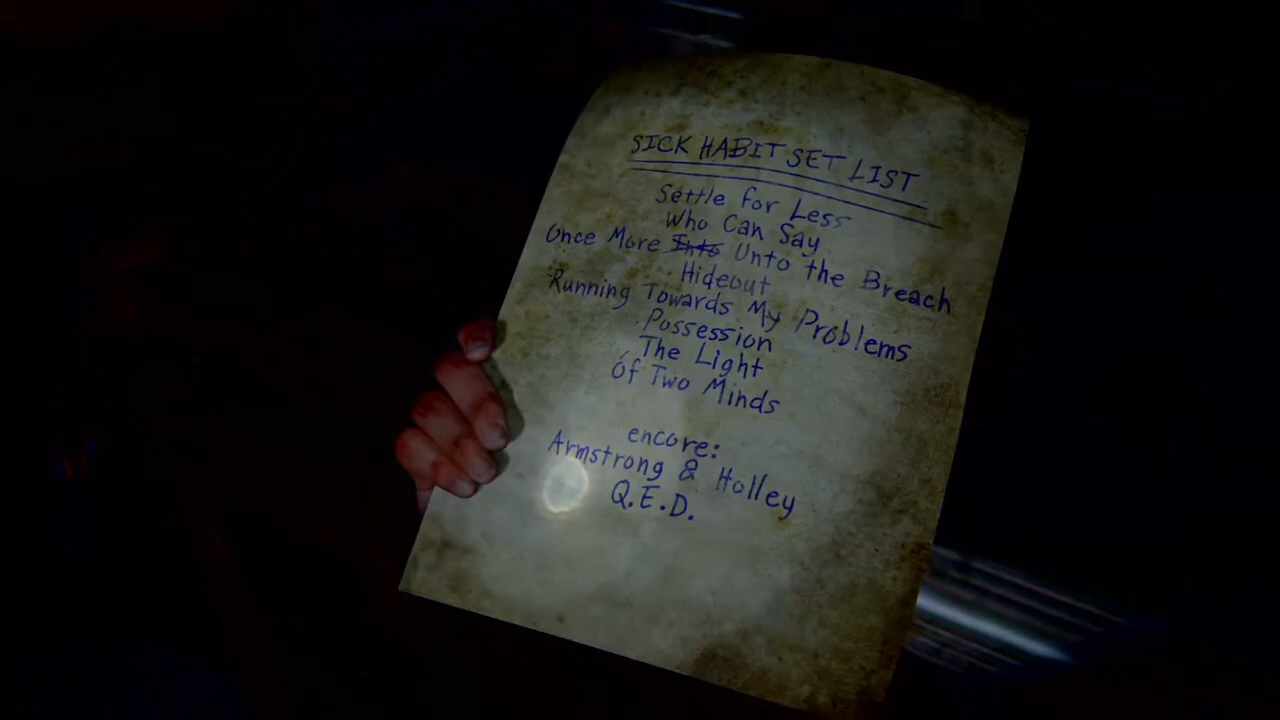 SICK HABIT SET LIST
Settle for Less
Who Can Say
Once More Into Unto the Breach
Hideout
Running Towards My Problems
Possession
The Light
Of Two Minds
encore:
Armstrong & Holley
Q.E.D.